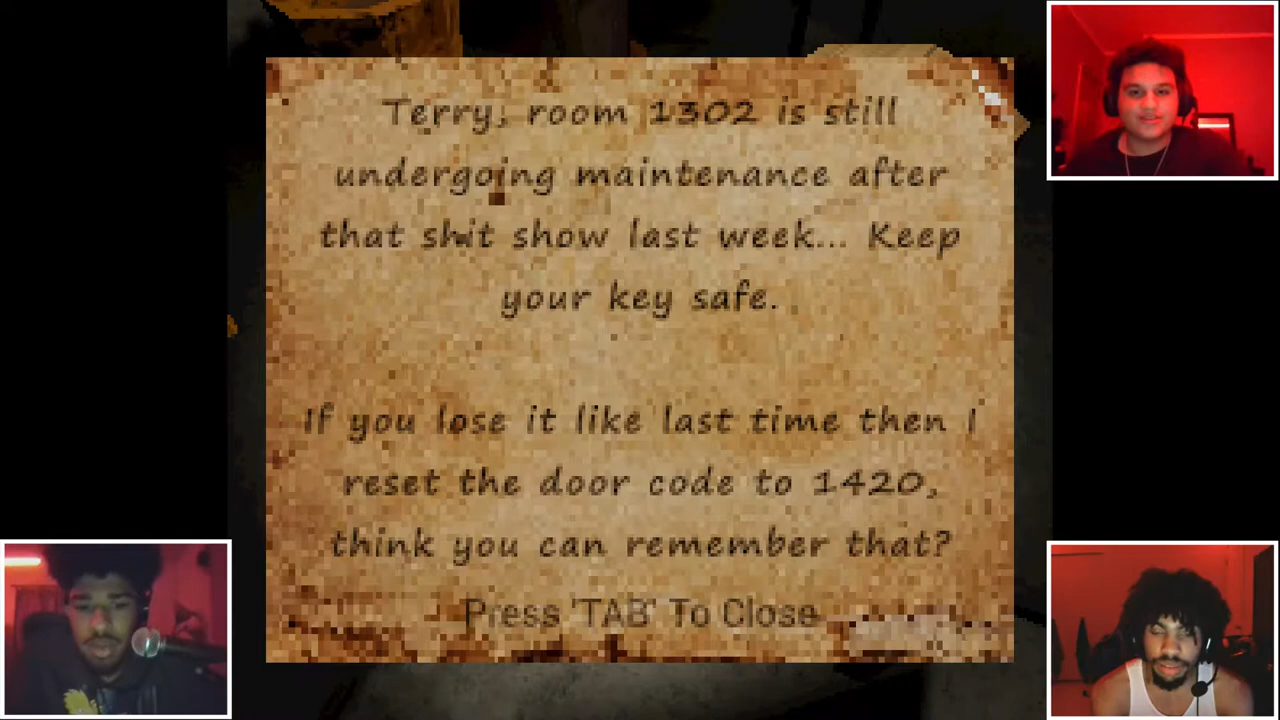 Terry, room 1302 is still
undergoing maintenance after
that shit show last week... Keep
your key safe.
If you lose it like last time then I
reset the door code to 1420,
think you can remember that?
Press 'TAB' To Close